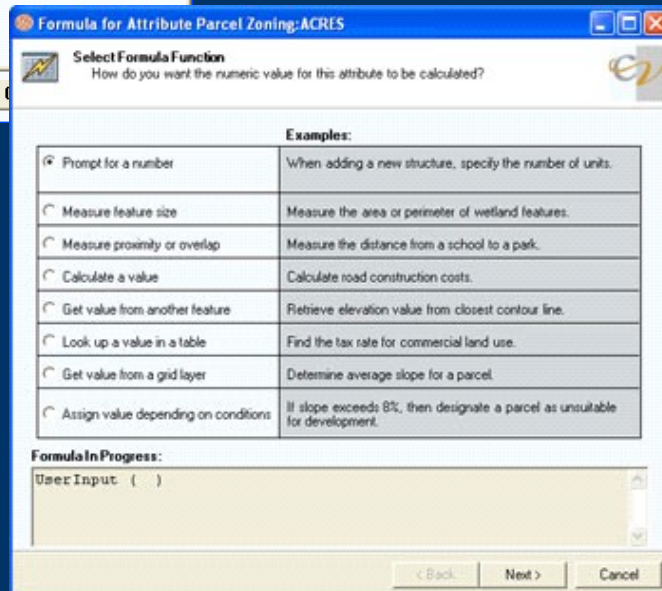 Formula for Attribute Parcel Zoning:ACRES
Select Formula Function
How do you want the numeric value for this attribute to be calculated?
Examples:
Prompt for a number
When adding a new structure, specify the number of units.
Measure feature size
Measure the area or perimeter of wetland features.
Measure proximity or overlap
Measure the distance from a school to a park.
Calculate a value
Calculate road construction costs.
Get value from another feature
Retrieve elevation value from closest contour line.
Look up a value in a table
Find the tax rate for commercial land use.
Get value from a grid layer
Determine average slope for a parcel.
Assign value depending on conditions
If slope exceeds 8%, then designate a parcel as unsuitable
for development.
Formula In Progress:
UserInput (  )
< Back
Next >
Cancel